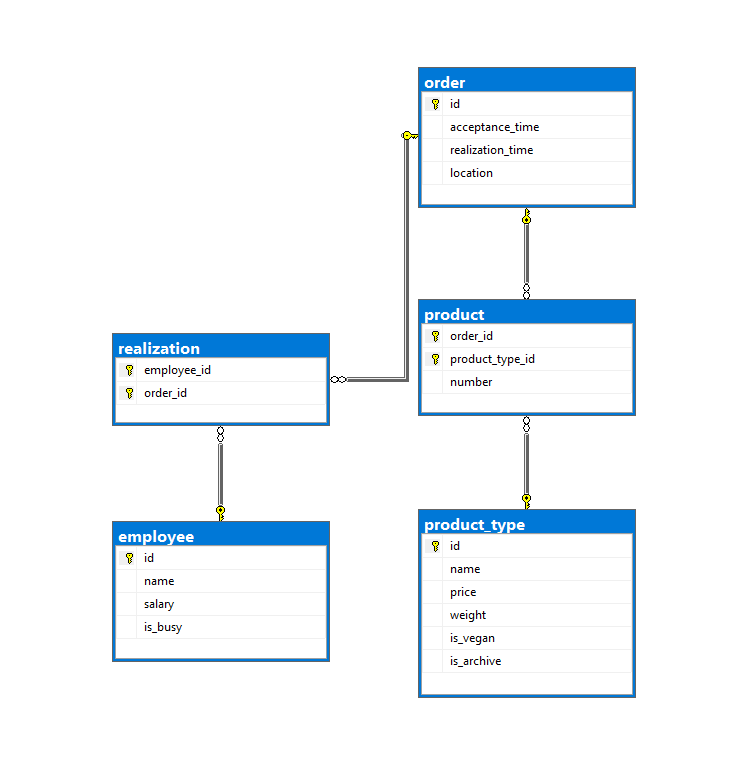 order
id
acceptance_time
realization_time
location
product
order_id
product_type_id
number
realization
employee_id
order_id
employee
id
name
salary
is_busy
product_type
id
name
price
weight
is_vegan
is_archive